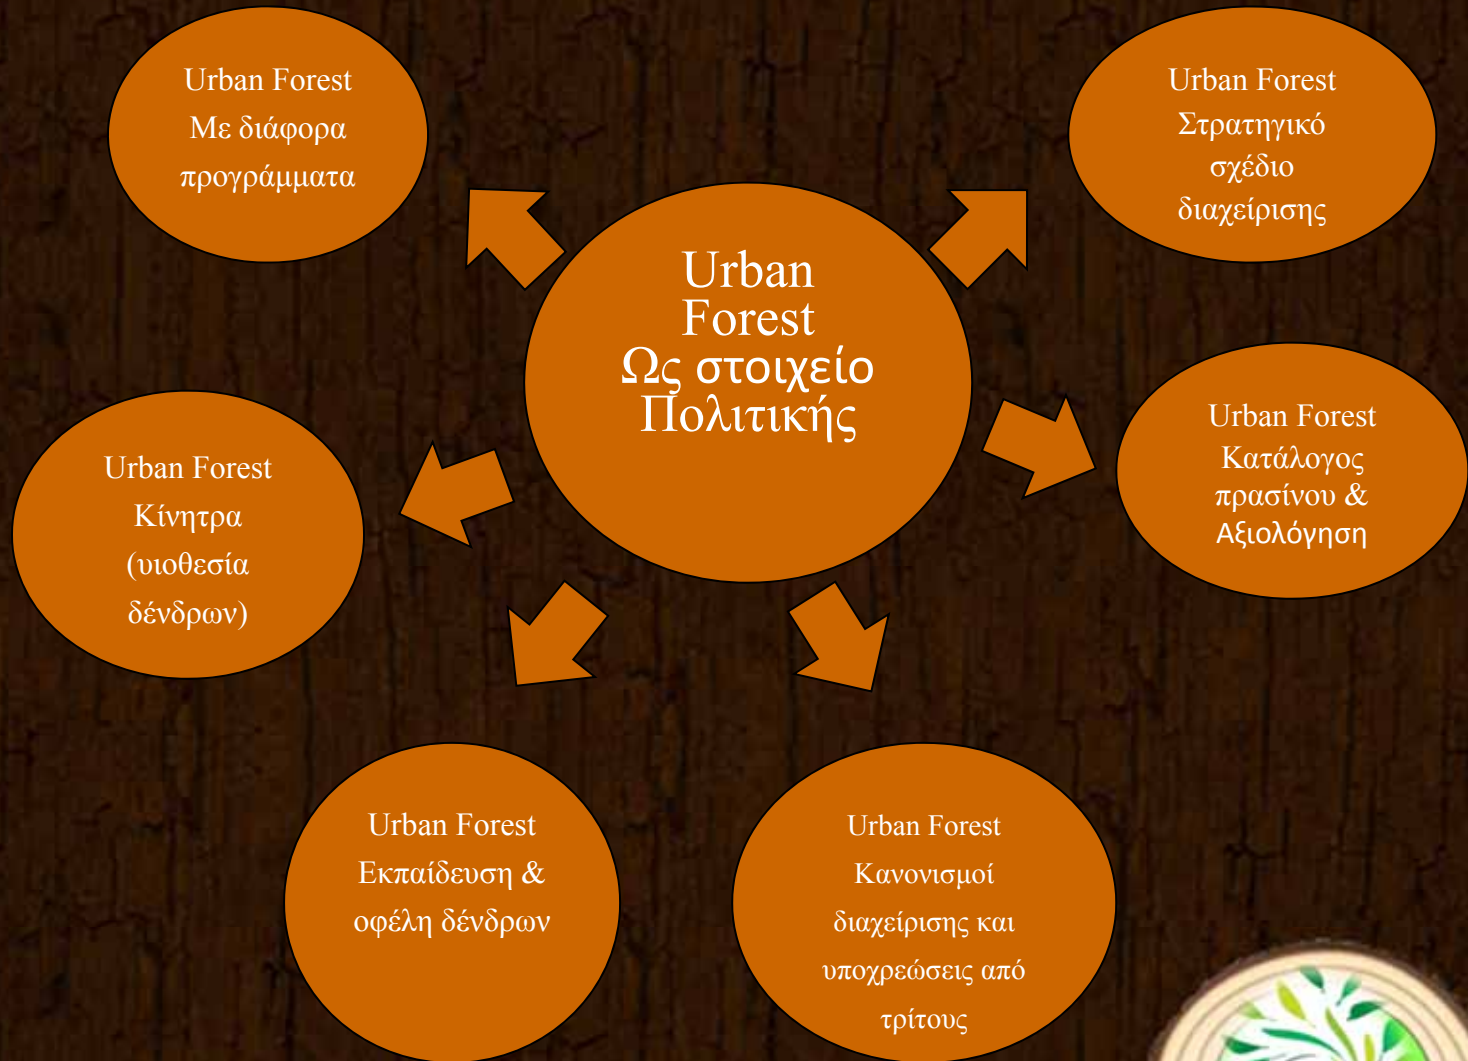 Urban Forest
Με διάφορα
προγράμματα
Urban Forest
Στρατηγικό
σχέδιο
διαχείρισης
Urban
Forest
Ως στοιχείο
Πολιτικής
Urban Forest
Κατάλογος
πρασίνου &
Αξιολόγηση
Urban Forest
Κίνητρα
(υιοθεσία
δένδρων)
Urban Forest
Εκπαίδευση &
οφέλη δένδρων
Urban Forest
Κανονισμοί
διαχείρισης και
υποχρεώσεις από
τρίτους